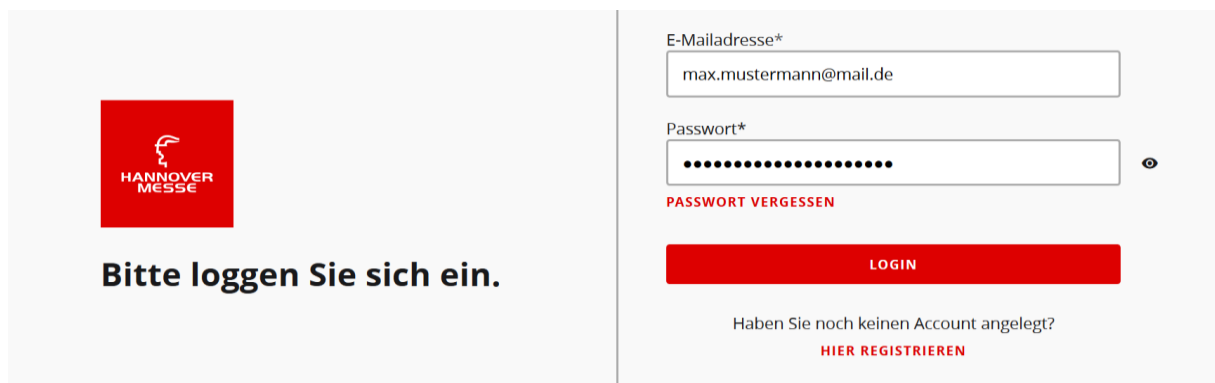 HANNOVER
MESSE
Bitte loggen Sie sich ein.
E-Mailadresse*
max.mustermann@mail.de
Passwort*
•••••••••••••••••••••
PASSWORT VERGESSEN
LOGIN
Haben Sie noch keinen Account angelegt?
HIER REGISTRIEREN